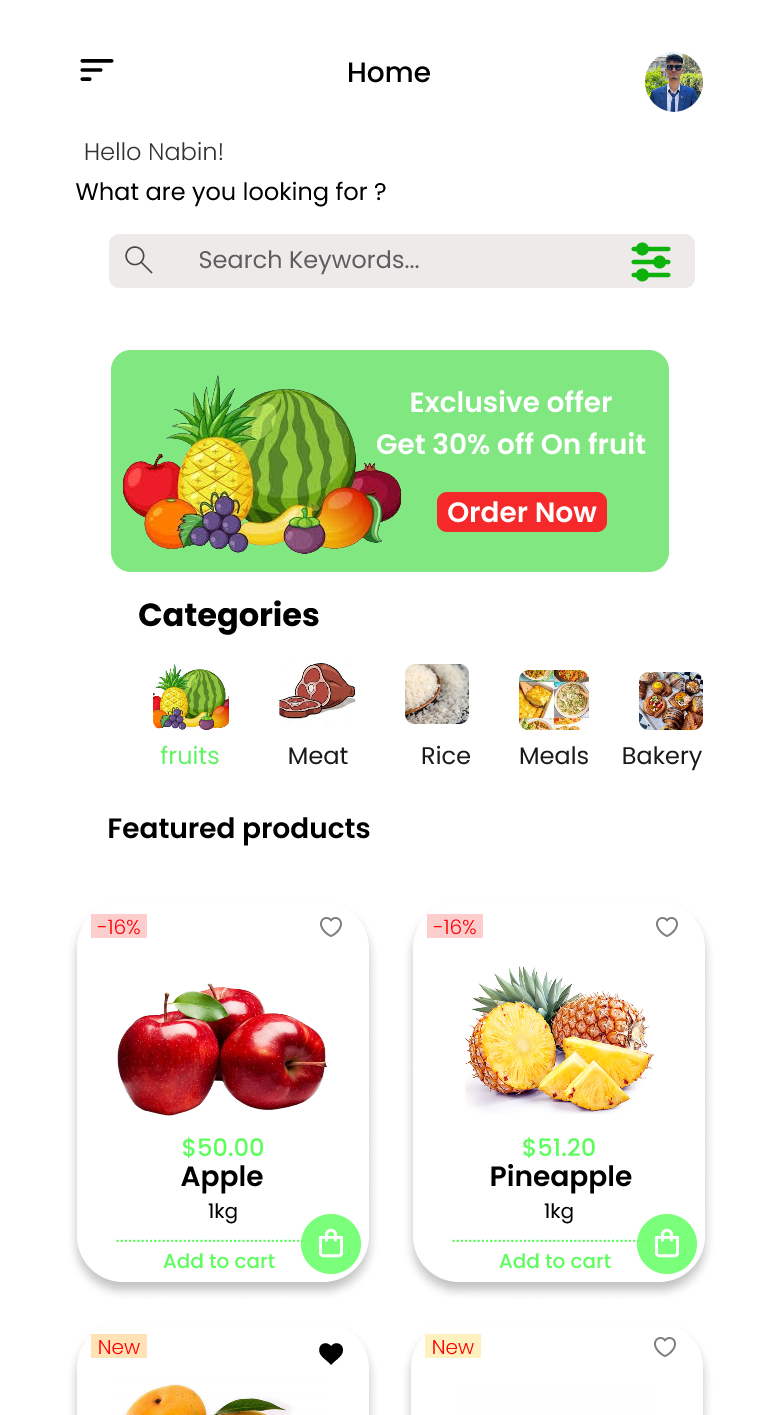 Home
Hello Nabin!
What are you looking for ?
Search Keywords...
Exclusive offer
Get 30% off On fruit
Order Now
Categories
fruits Meat Rice Meals Bakery
Featured products
-16% -16%
$50.00 $51.20
Apple Pineapple
1kg 1kg
Add to cart Add to cart
New New